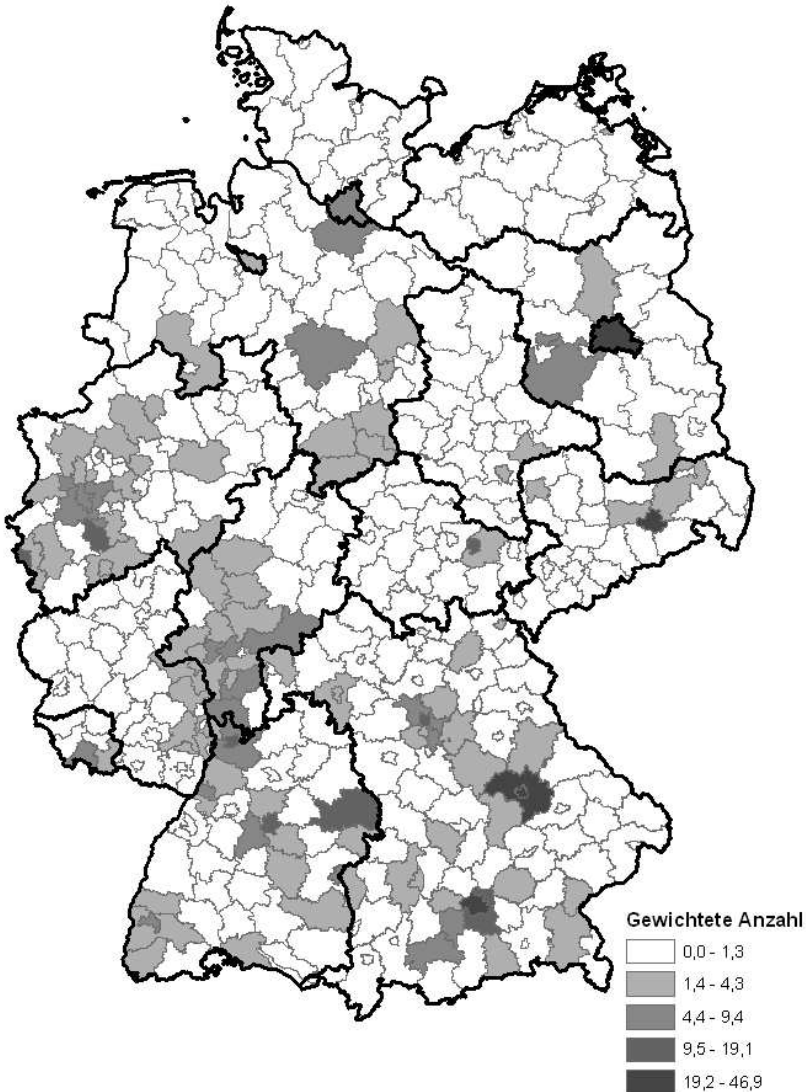 Gewichtete Anzahl
0,0 - 1,3
1,4 - 4,3
4,4 - 9,4
9,5 - 19,1
19,2 - 46,9